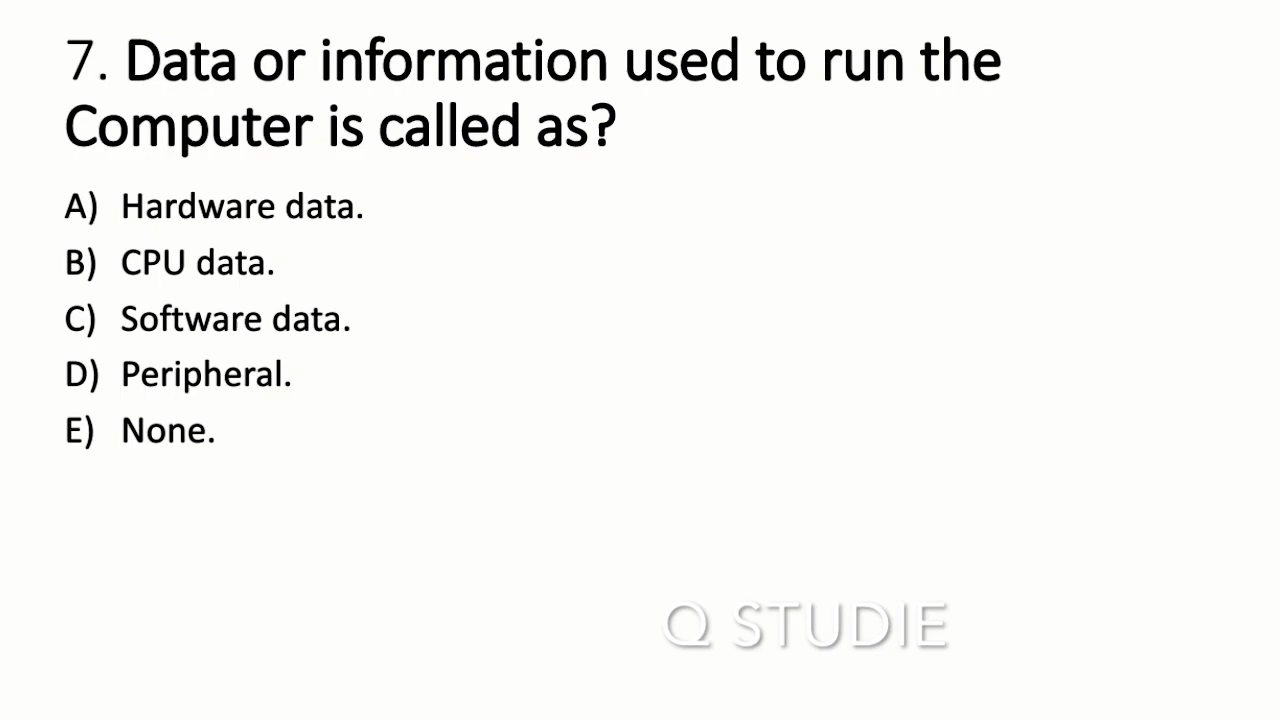 7. Data or information used to run the
Computer is called as?
A) Hardware data.
B) CPU data.
C) Software data.
D) Peripheral.
E) None.
Q STUDIE